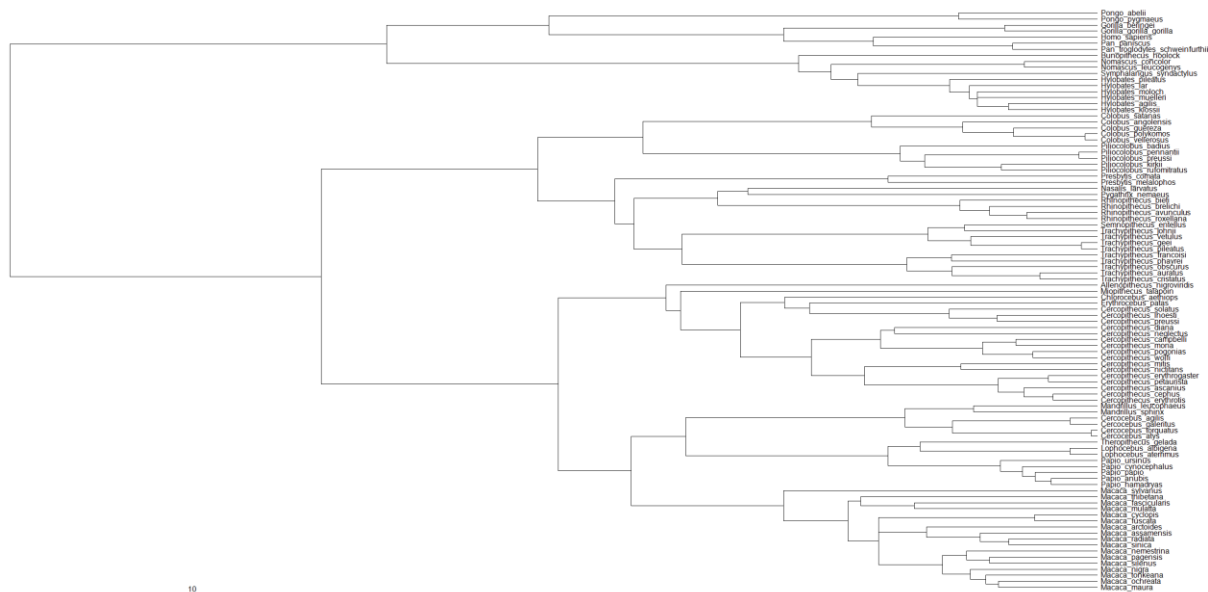 Pongo_abelii
Pongo_pygmaeus
Gorilla_beringei
Gorilla_gorilla_gorilla
Homo_sapiens
Pan_paniscus
Pan_troglodytes_schweinfurthii
Bunopithecus_hoolock
Nomascus_concolor
Nomascus_leucogenys
Symphalangus_syndactylus
Hylobates_pileatus
Hylobates_lar
Hylobates_moloch
Hylobates_muelleri
Hylobates_agilis
Hylobates_klossii
Colobus_satanas
Colobus_angolensis
Colobus_guereza
Colobus_polykomos
Colobus_vellerosus
Piliocolobus_badius
Piliocolobus_pennantii
Piliocolobus_preussi
Piliocolobus_kirkii
Piliocolobus_rufomitratus
Presbytis_comata
Presbytis_melalophos
Nasalis_larvatus
Pygathrix_nemaeus
Rhinopithecus_bieti
Rhinopithecus_brelichi
Rhinopithecus_avunculus
Rhinopithecus_roxellana
Semnopithecus_entellus
Trachypithecus_johnii
Trachypithecus_vetulus
Trachypithecus_geei
Trachypithecus_pileatus
Trachypithecus_francoisi
Trachypithecus_phayrei
Trachypithecus_obscurus
Trachypithecus_auratus
Trachypithecus_cristatus
Allenopithecus_nigroviridis
Miopithecus_talapoin
Chlorocebus_aethiops
Erythrocebus_patas
Cercopithecus_solatus
Cercopithecus_lhoesti
Cercopithecus_preussi
Cercopithecus_diana
Cercopithecus_neglectus
Cercopithecus_campbelli
Cercopithecus_mona
Cercopithecus_pogonias
Cercopithecus_wolfi
Cercopithecus_mitis
Cercopithecus_nictitans
Cercopithecus_erythrogaster
Cercopithecus_petaurista
Cercopithecus_ascanius
Cercopithecus_cephus
Cercopithecus_erythrotis
Mandrillus_leucophaeus
Mandrillus_sphinx
Cercocebus_agilis
Cercocebus_galeritus
Cercocebus_torquatus
Cercocebus_atys
Theropithecus_gelada
Lophocebus_albigena
Lophocebus_aterrimus
Papio_ursinus
Papio_cynocephalus
Papio_papio
Papio_anubis
Papio_hamadryas
Macaca_sylvanus
Macaca_thibetana
Macaca_fascicularis
Macaca_mulatta
Macaca_cyclopis
Macaca_fuscata
Macaca_arctoides
Macaca_assamensis
Macaca_radiata
Macaca_sinica
Macaca_nemestrina
Macaca_pagensis
Macaca_silenus
Macaca_nigra
Macaca_tonkeana
Macaca_ochreata
Macaca_maura
10